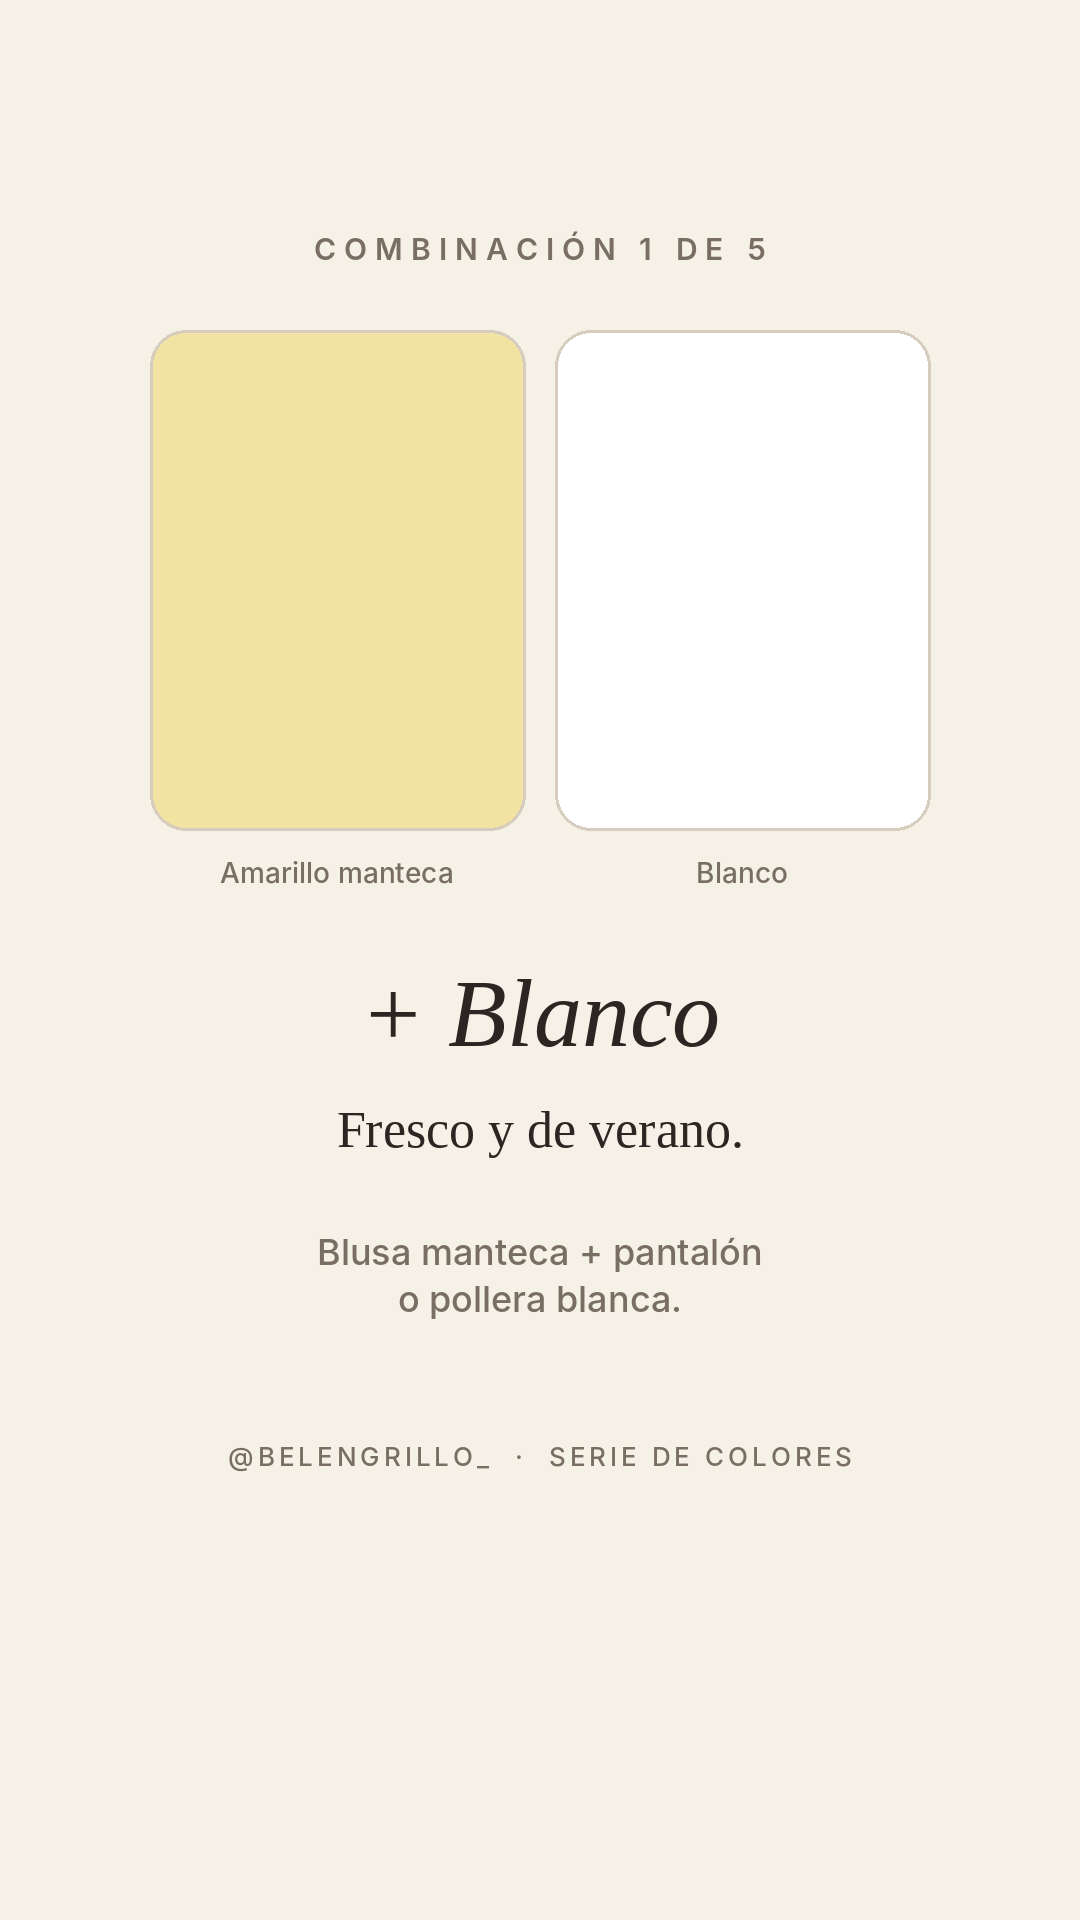 COMBINACIÓN 1 DE 5
Amarillo manteca
Blanco
+ Blanco
Fresco y de verano.
Blusa manteca + pantalón
o pollera blanca.
@BELENGRILLO_ · SERIE DE COLORES